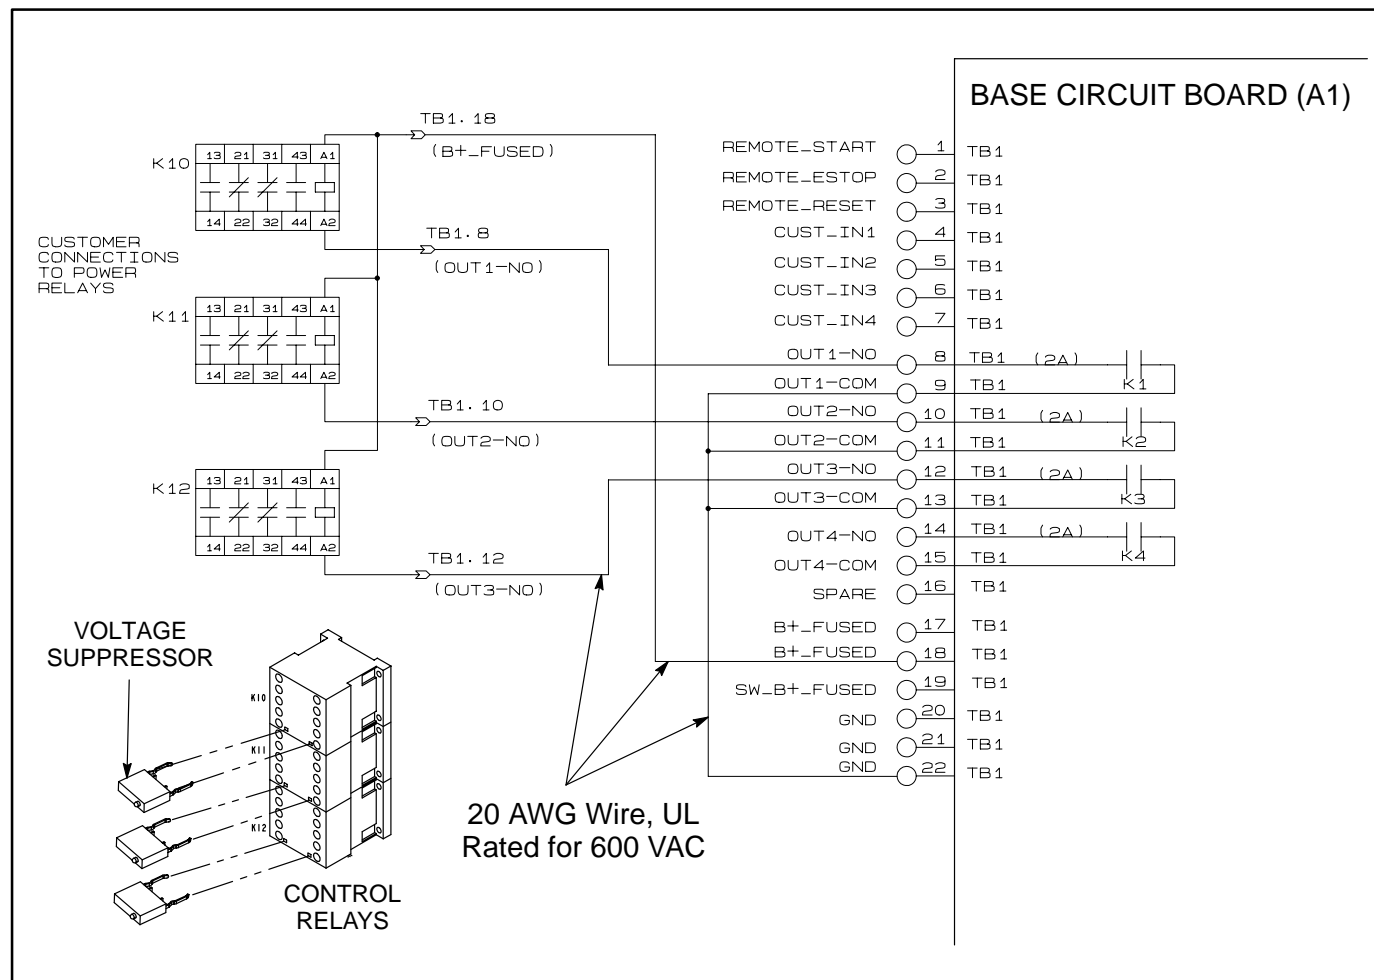 BASE CIRCUIT BOARD (A1)
TB1.18
(B+_FUSED)
K10
13 21 31 43 A1
14 22 32 44 A2
TB1.8
(OUT1-NO)
CUSTOMER
CONNECTIONS
TO POWER
RELAYS
K11
13 21 31 43 A1
14 22 32 44 A2
TB1.10
(OUT2-NO)
K12
13 21 31 43 A1
14 22 32 44 A2
TB1.12
(OUT3-NO)
REMOTE_START 1 TB1
REMOTE_ESTOP 2 TB1
REMOTE_RESET 3 TB1
CUST_IN1 4 TB1
CUST_IN2 5 TB1
CUST_IN3 6 TB1
CUST_IN4 7 TB1
OUT1-NO 8 TB1 (2A)
K1
OUT1-COM 9 TB1
OUT2-NO 10 TB1 (2A)
K2
OUT2-COM 11 TB1
OUT3-NO 12 TB1 (2A)
K3
OUT3-COM 13 TB1
OUT4-NO 14 TB1 (2A)
K4
OUT4-COM 15 TB1
SPARE 16 TB1
B+_FUSED 17 TB1
B+_FUSED 18 TB1
SW_B+_FUSED 19 TB1
GND 20 TB1
GND 21 TB1
GND 22 TB1
VOLTAGE
SUPPRESSOR
K10
K11
K12
CONTROL
RELAYS
20 AWG Wire, UL
Rated for 600 VAC